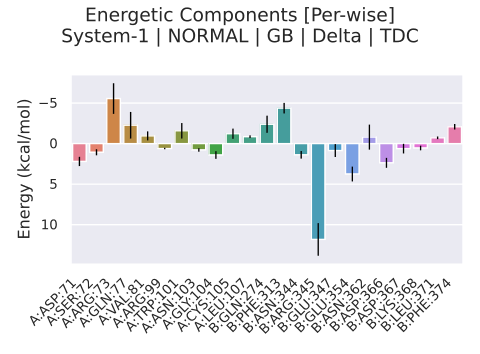 Energetic Components [Per-wise]
System-1 | NORMAL | GB | Delta | TDC
Energy (kcal/mol)
−5
0
5
10
A:ASP:71
A:SER:72
A:ARG:73
A:GLN:77
A:VAL:81
A:ARG:99
A:TRP:101
A:ASN:103
A:GLY:104
A:CYS:105
A:LEU:107
B:GLN:274
B:PHE:313
B:ASN:344
B:ARG:345
B:GLU:347
B:GLU:354
B:ASN:362
B:ASP:366
B:ASP:367
B:LYS:368
B:LEU:371
B:PHE:374